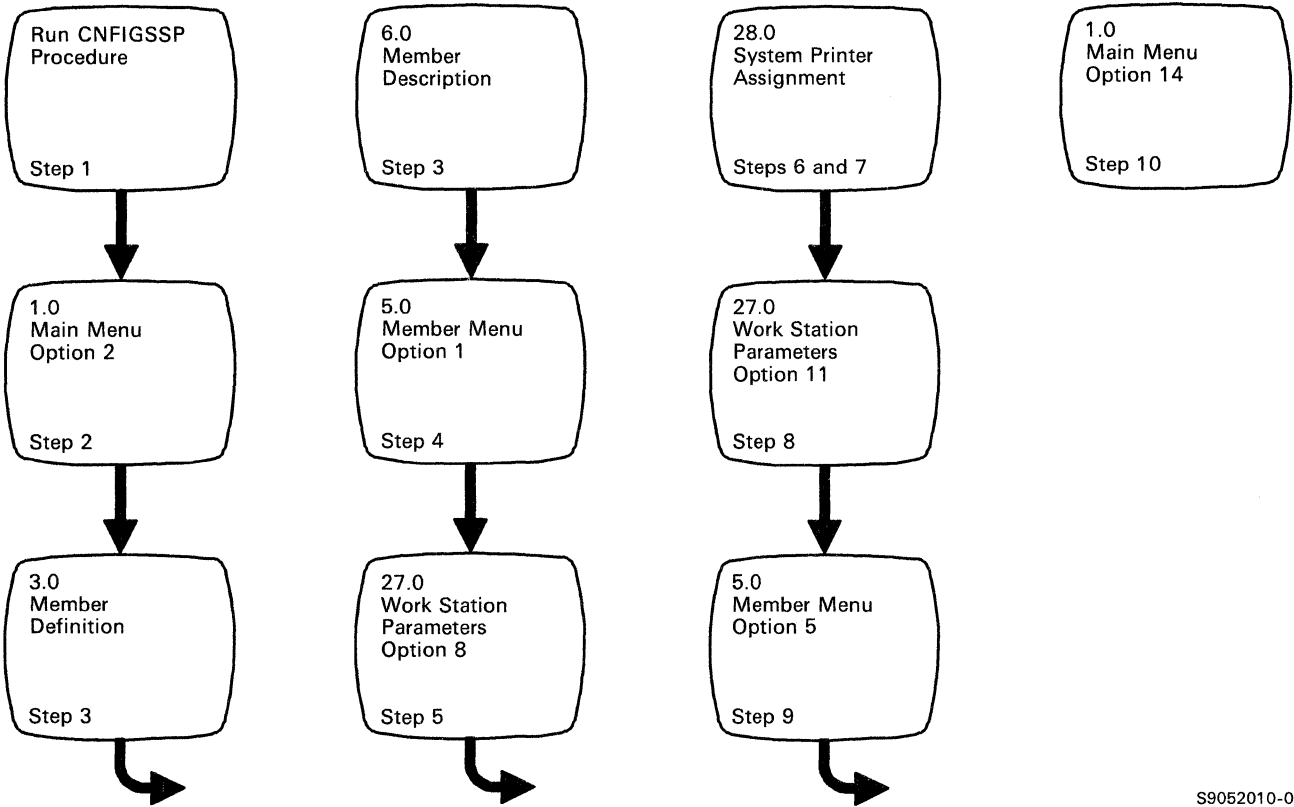 Run CNFIGSSP
Procedure
Step 1
1.0
Main Menu
Option 2
Step 2
3.0
Member
Definition
Step 3
6.0
Member
Description
Step 3
5.0
Member Menu
Option 1
Step 4
27.0
Work Station
Parameters
Option 8
Step 5
28.0
System Printer
Assignment
Steps 6 and 7
27.0
Work Station
Parameters
Option 11
Step 8
5.0
Member Menu
Option 5
Step 9
1.0
Main Menu
Option 14
Step 10
S9052010-0